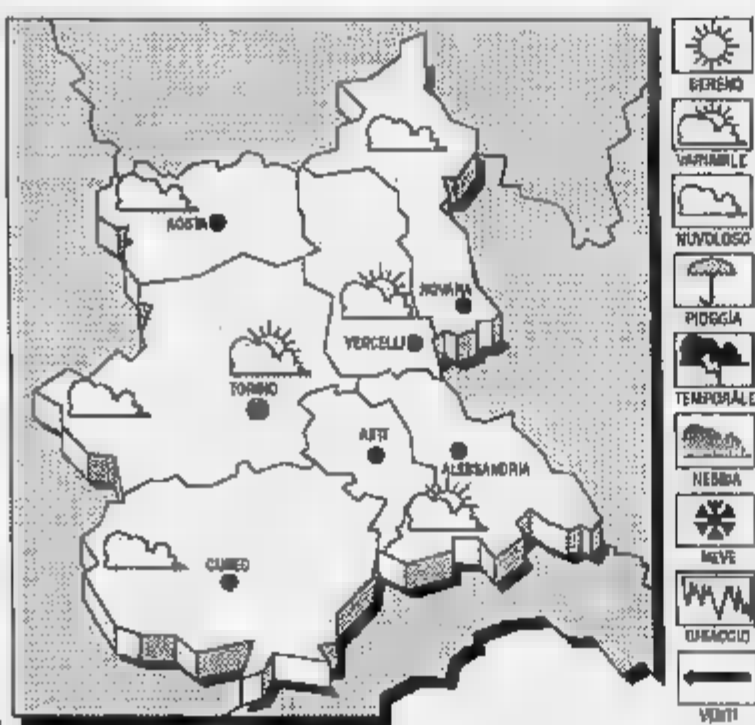 SERENO
VARIABILE
AOSTA
NUVOLOSO
NOVARA
PIOGGIA
VERCELLI
TORINO
TEMPORALE
ASTI
ALESSANDRIA
NEBBIA
CUNEO
NEVE
VENTI